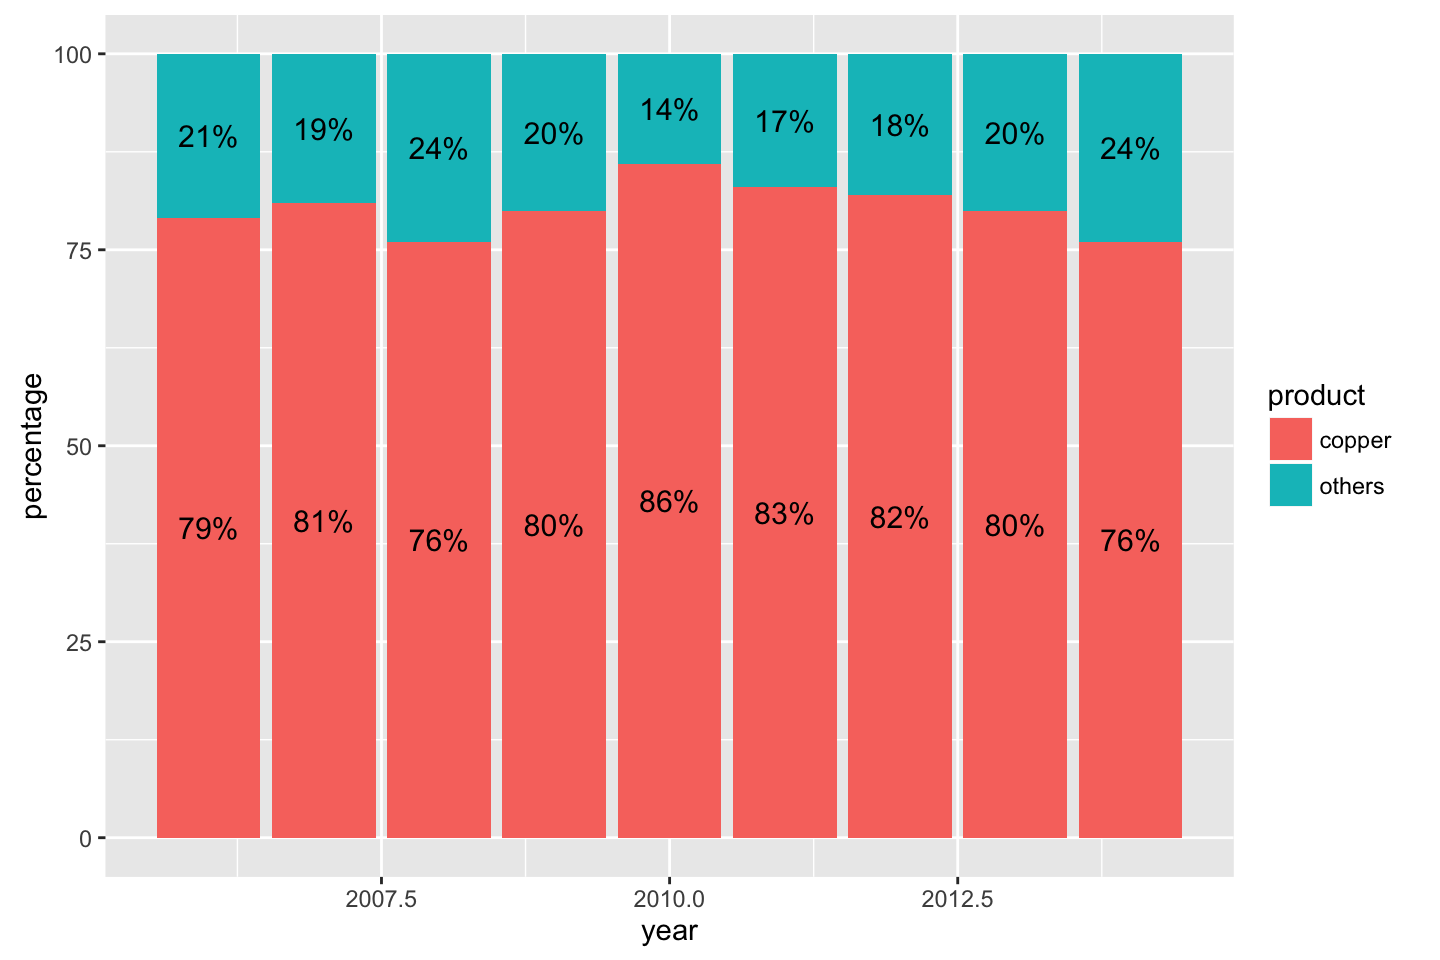 100
75
50
25
0
percentage
21% 19% 24% 20% 14% 17% 18% 20% 24%
79% 81% 76% 80% 86% 83% 82% 80% 76%
2007.5 2010.0 2012.5
year
product
copper
others